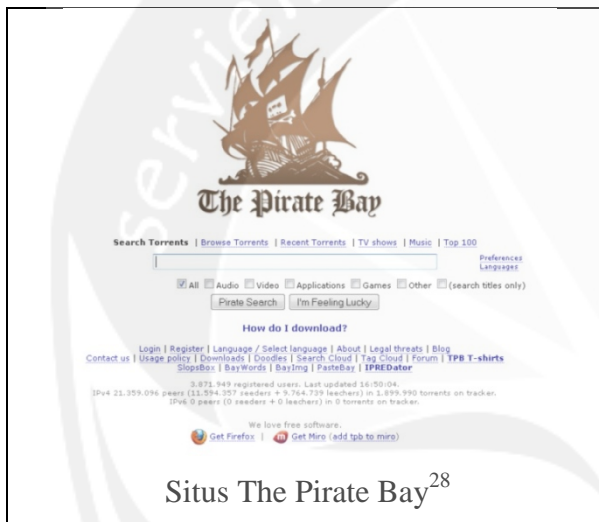 serviens
The Pirate Bay
Search Torrents | Browse Torrents | Recent Torrents | TV shows | Music | Top 100
Preferences
Languages
All Audio Video Applications Games Other (search titles only)
Pirate Search I'm Feeling Lucky
How do I download?
Login | Register | Language / Select language | About | Legal threats | Blog
Contact us | Usage policy | Downloads | Doodles | Search Cloud | Tag Cloud | Forum | TPB T-shirts
SlopsBox | BayWords | BayImg | PasteBay | IPREDator
3.871.949 registered users. Last updated 16:50:04.
IPv4 21.359.096 peers (11.594.357 seeders + 9.764.739 leechers) in 1.899.990 torrents on tracker.
IPv6 0 peers (0 seeders + 0 leechers) in 0 torrents on tracker.
We love free software.
Get Firefox | Get Miro (add tpb to miro)
Situs The Pirate Bay28